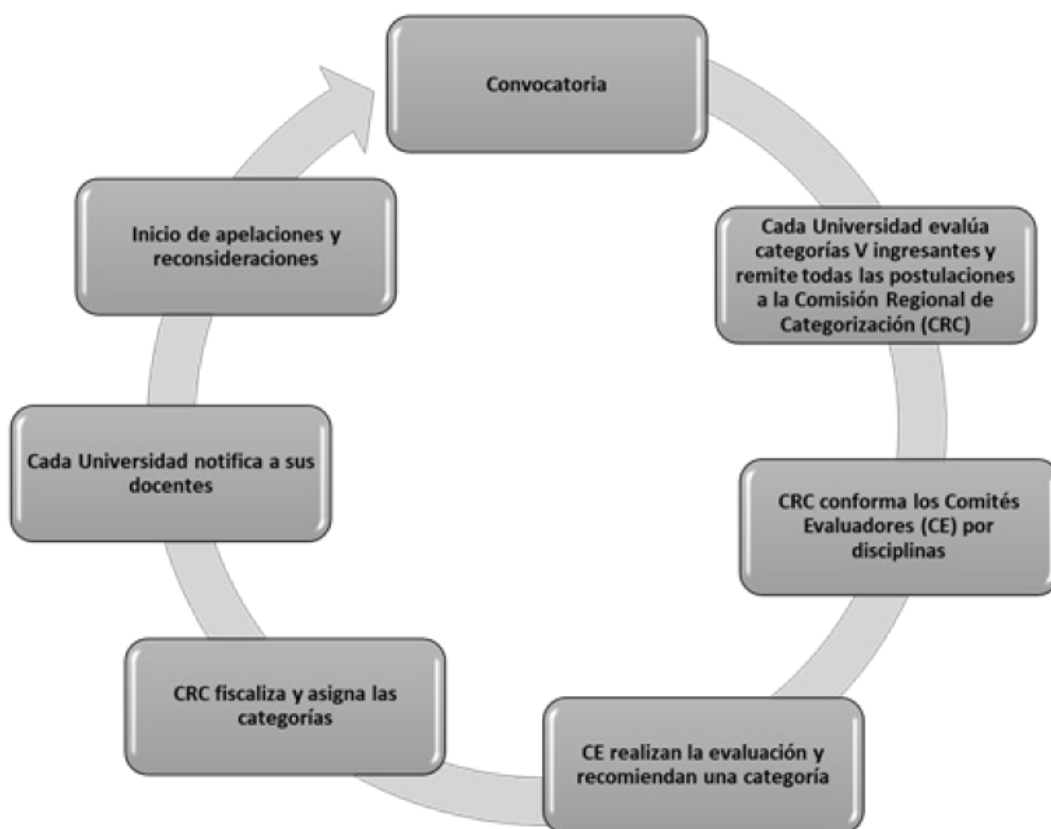 Convocatoria
Cada Universidad evalúa
categorías V ingresantes y
remite todas las postulaciones
a la Comisión Regional de
Categorización (CRC)
CRC conforma los Comités
Evaluadores (CE) por
disciplinas
CE realizan la evaluación y
recomiendan una categoría
CRC fiscaliza y asigna las
categorías
Cada Universidad notifica a sus
docentes
Inicio de apelaciones y
reconsideraciones